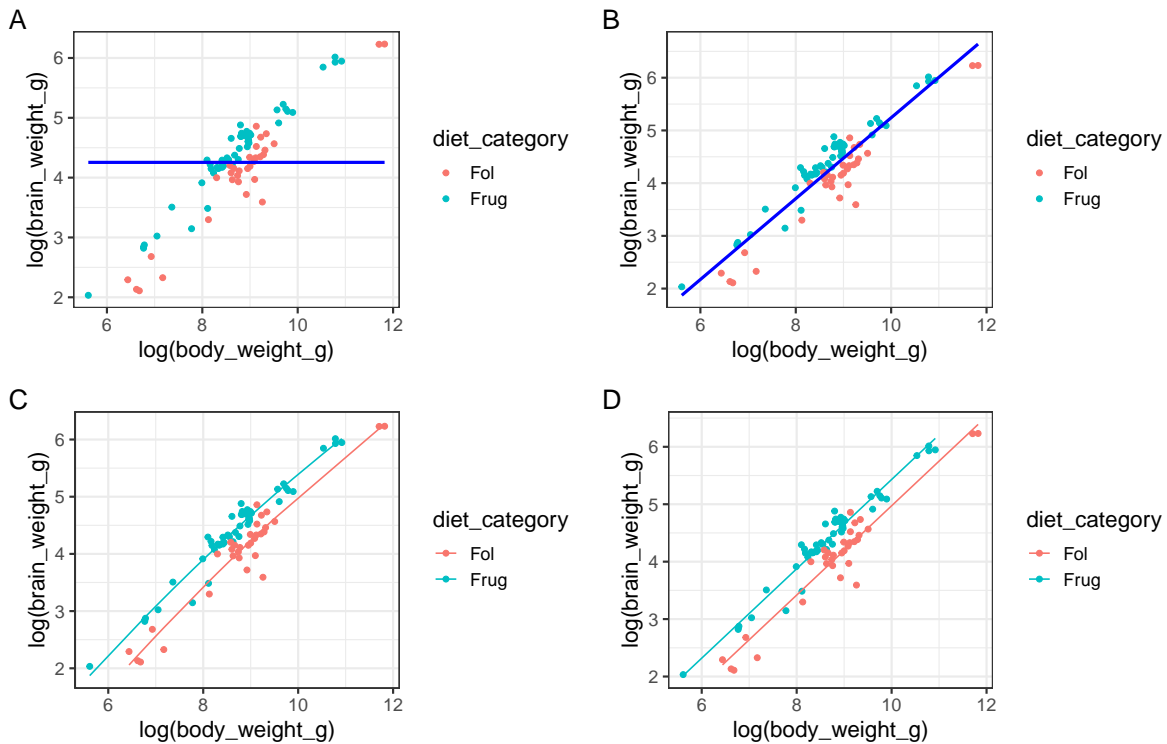 A
log(brain_weight_g)
6
5
4
3
2
6 8 10 12
log(body_weight_g)
diet_category
Fol
Frug
B
log(brain_weight_g)
6
5
4
3
2
6 8 10 12
log(body_weight_g)
diet_category
Fol
Frug
C
log(brain_weight_g)
6
5
4
3
2
6 8 10 12
log(body_weight_g)
diet_category
Fol
Frug
D
log(brain_weight_g)
6
5
4
3
2
6 8 10 12
log(body_weight_g)
diet_category
Fol
Frug